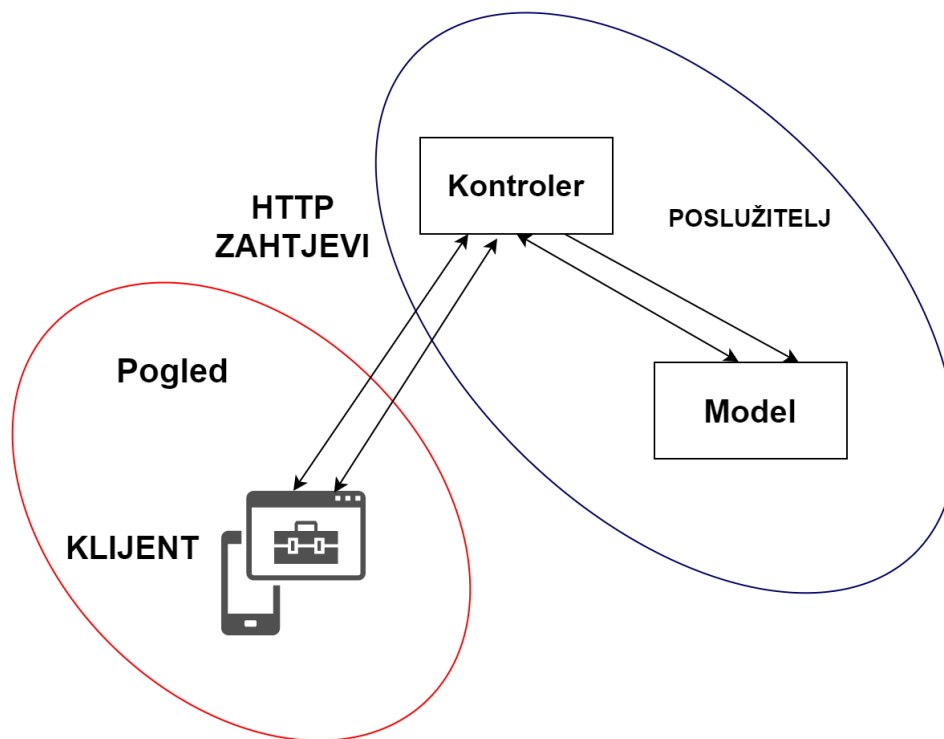 Kontroler
HTTP
ZAHTJEVI
POSLUŽITELJ
Pogled
Model
KLIJENT